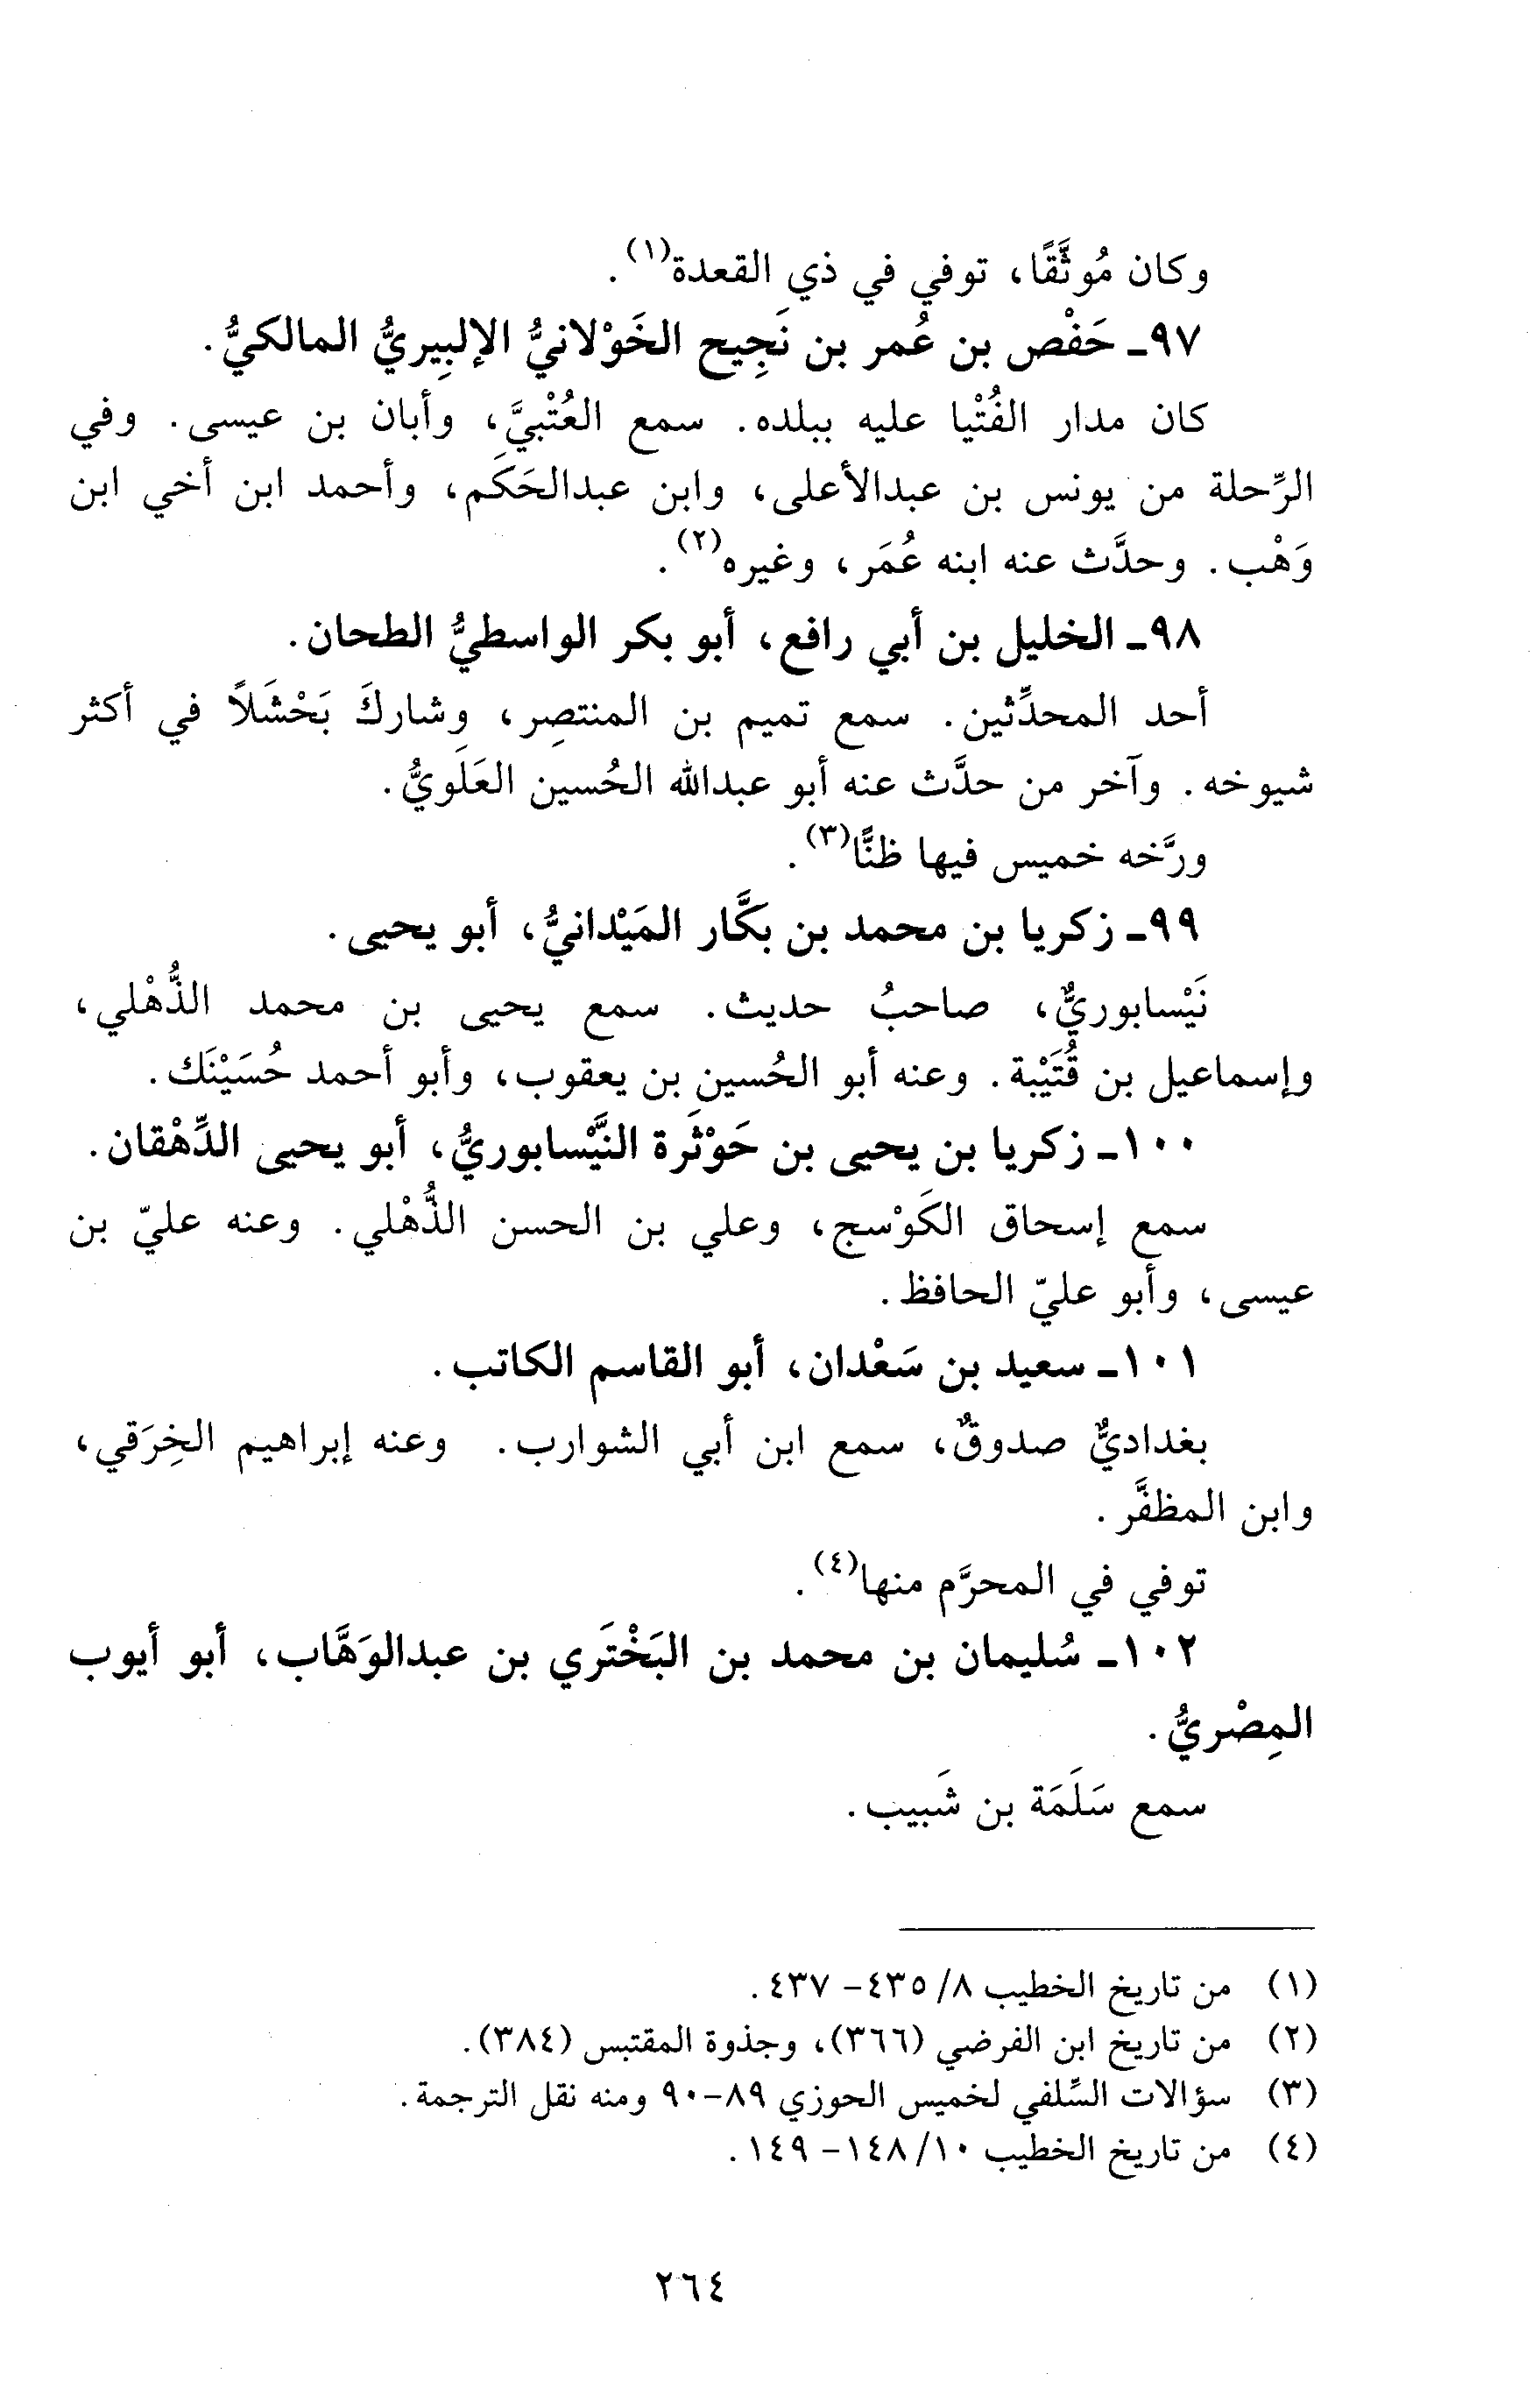 وكان مُوثَّقًا، توفي في ذي القعدة(١).
٩٧- حَفْص بن عُمر بن نَجِيح الخَوْلانيُّ الإلبِيريُّ المالكيُّ.
كان مدار الفُتْيا عليه ببلده. سمع العُتْبيَّ، وأبان بن عيسى. وفي
الرِّحلة من يونس بن عبدالأعلى، وابن عبدالحَكَم، وأحمد ابن أخي ابن
وَهْب. وحدَّث عنه ابنه عُمَر، وغيره(٢).
٩٨- الخليل بن أبي رافع، أبو بكر الواسطيُّ الطحان.
أحد المحدِّثين. سمع تميم بن المنتصِر، وشاركَ بَحْشَلاً في أكثر
شيوخه. وآخر من حدَّث عنه أبو عبدالله الحُسين العَلَويُّ.
ورَّخه خميس فيها ظنًّا(٣).
٩٩- زكريا بن محمد بن بكَّار المَيْدانيُّ، أبو يحيى.
نَيْسابوريٌّ، صاحبُ حديث. سمع يحيى بن محمد الذُّهْلي،
وإسماعيل بن قُتَيْبة. وعنه أبو الحُسين بن يعقوب، وأبو أحمد حُسَيْنَك.
١٠٠- زكريا بن يحيى بن حَوْثَرة النَّيْسابوريُّ، أبو يحيى الدِّهْقان.
سمع إسحاق الكَوْسج، وعلي بن الحسن الذُّهْلي. وعنه عليّ بن
عيسى، وأبو عليّ الحافظ.
١٠١- سعيد بن سَعْدان، أبو القاسم الكاتب.
بغداديٌّ صدوقٌ، سمع ابن أبي الشوارب. وعنه إبراهيم الخِرَقي،
وابن المظفَّر.
توفي في المحرَّم منها(٤).
١٠٢- سُليمان بن محمد بن البَخْتَري بن عبدالوَهَّاب، أبو أيوب
المِصْريُّ.
سمع سَلَمَة بن شَبيب.
(١) من تاريخ الخطيب ٨/ ٤٣٥- ٤٣٧.
(٢) من تاريخ ابن الفرضي (٣٦٦)، وجذوة المقتبس (٣٨٤).
(٣) سؤالات السِّلفي لخميس الحوزي ٨٩-٩٠ ومنه نقل الترجمة.
(٤) من تاريخ الخطيب ١٠/ ١٤٨- ١٤٩.
٢٦٤